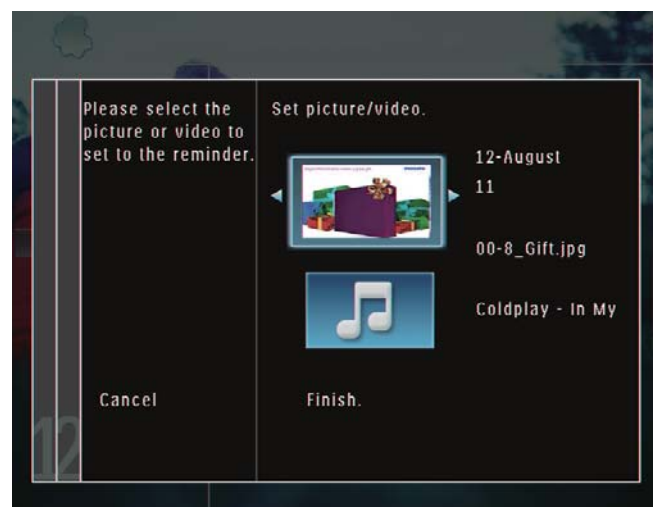 Please select the
picture or video to
set to the reminder.
Set picture/video.
12-August
11
00-8_Gift.jpg
Coldplay - In My
Cancel
Finish.
12